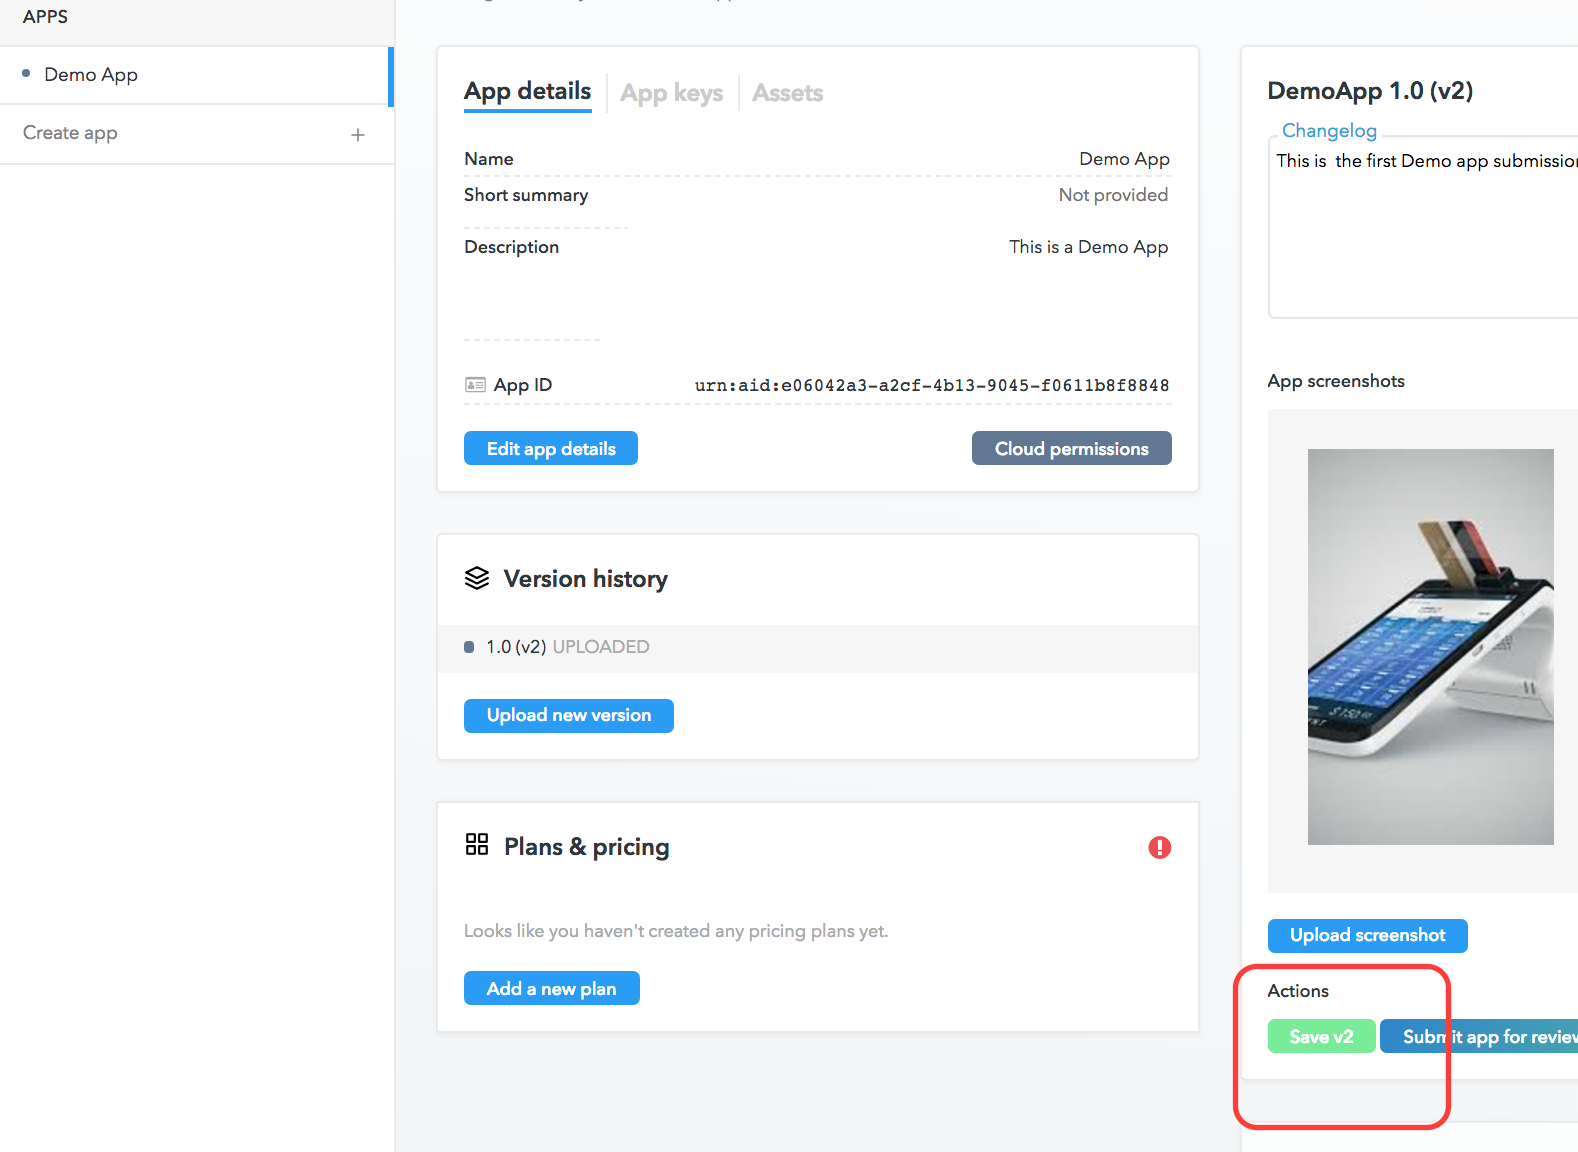 APPS
Demo App
Create app +
App details
App keys
Assets
Name
Demo App
Short summary
Not provided
Description
This is a Demo App
App ID
urn:aid:e06042a3-a2cf-4b13-9045-f0611b8f8848
Edit app details
Cloud permissions
Version history
1.0 (v2) UPLOADED
Upload new version
Plans & pricing
Looks like you haven't created any pricing plans yet.
Add a new plan
DemoApp 1.0 (v2)
Changelog
This is the first Demo app submission
App screenshots
Upload screenshot
Actions
Save v2
Submit app for review